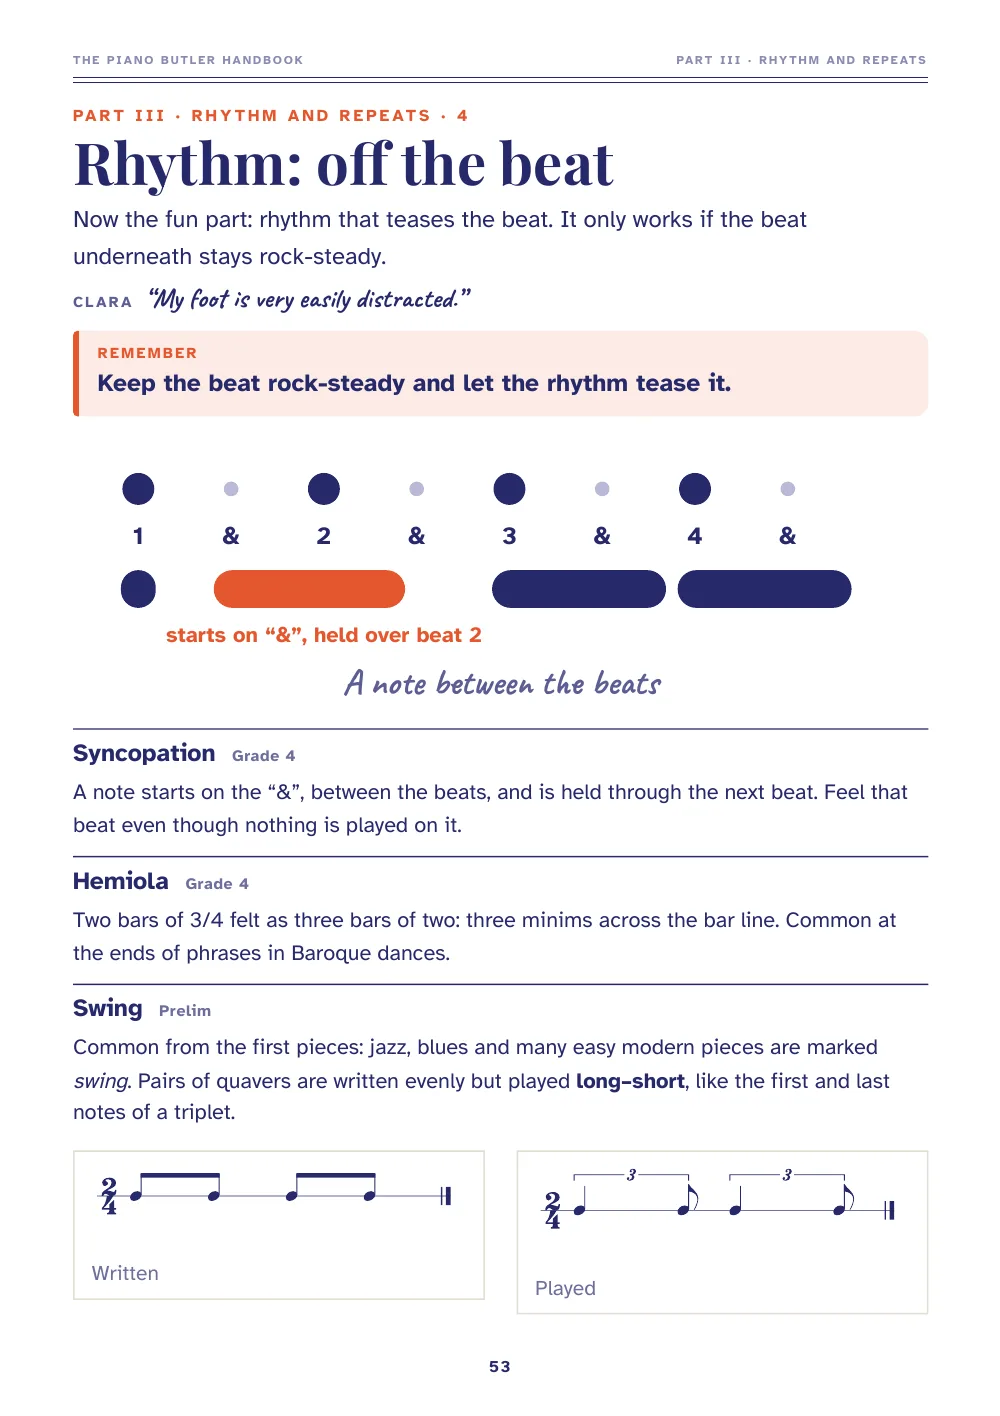 THE PIANO BUTLER HANDBOOK
PART III · RHYTHM AND REPEATS
PART III · RHYTHM AND REPEATS · 4
Rhythm: off the beat
Now the fun part: rhythm that teases the beat. It only works if the beat
underneath stays rock-steady.
CLARA “My foot is very easily distracted.”
REMEMBER
Keep the beat rock-steady and let the rhythm tease it.
1 & 2 & 3 & 4 &
starts on “&”, held over beat 2
A note between the beats
Syncopation Grade 4
A note starts on the “&”, between the beats, and is held through the next beat. Feel that
beat even though nothing is played on it.
Hemiola Grade 4
Two bars of 3/4 felt as three bars of two: three minims across the bar line. Common at
the ends of phrases in Baroque dances.
Swing Prelim
Common from the first pieces: jazz, blues and many easy modern pieces are marked
swing. Pairs of quavers are written evenly but played long–short, like the first and last
notes of a triplet.
2
4
Written
3 3
2
4
Played
53